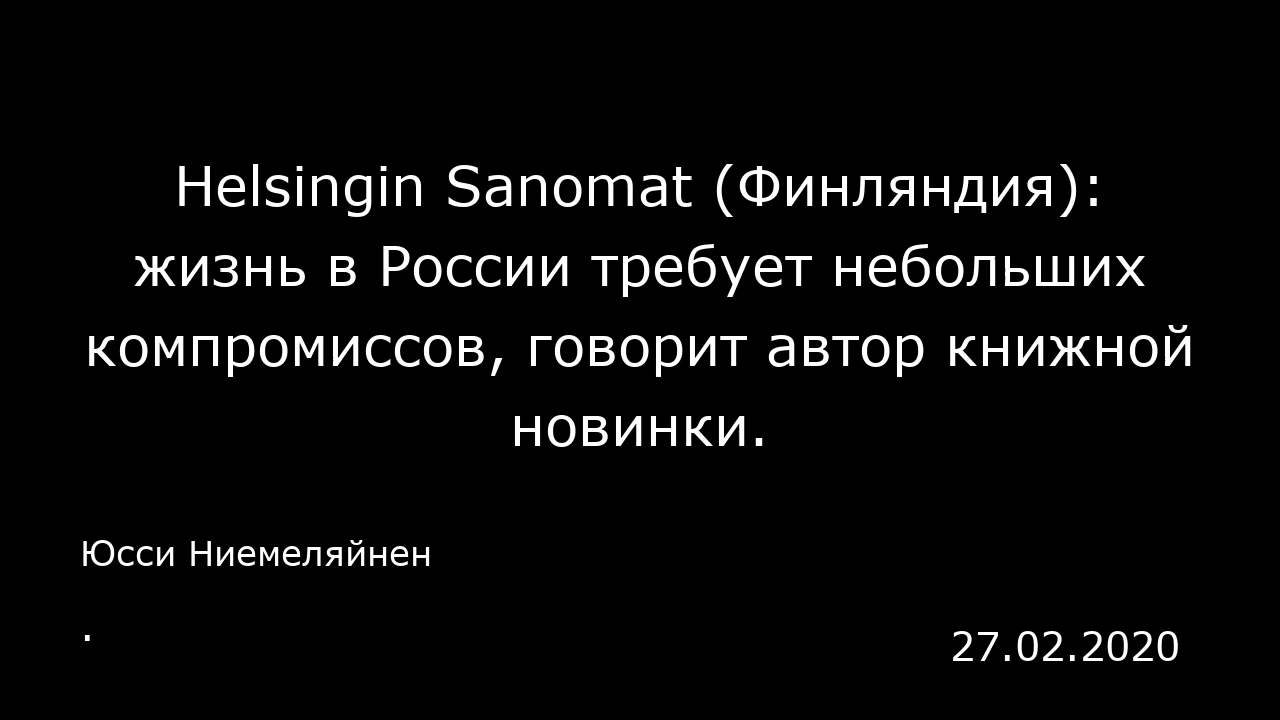 Helsingin Sanomat (Финляндия):
жизнь в России требует небольших
компромиссов, говорит автор книжной
новинки.
Юсси Ниемеляйнен
.
27.02.2020